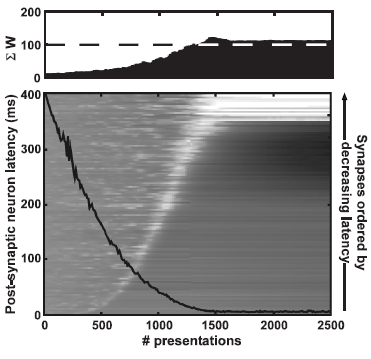 200
100
0
Σ W
400
300
200
100
0
Post-synaptic neuron latency (ms)
0 500 1000 1500 2000 2500
# presentations
Synapses ordered by
decreasing latency